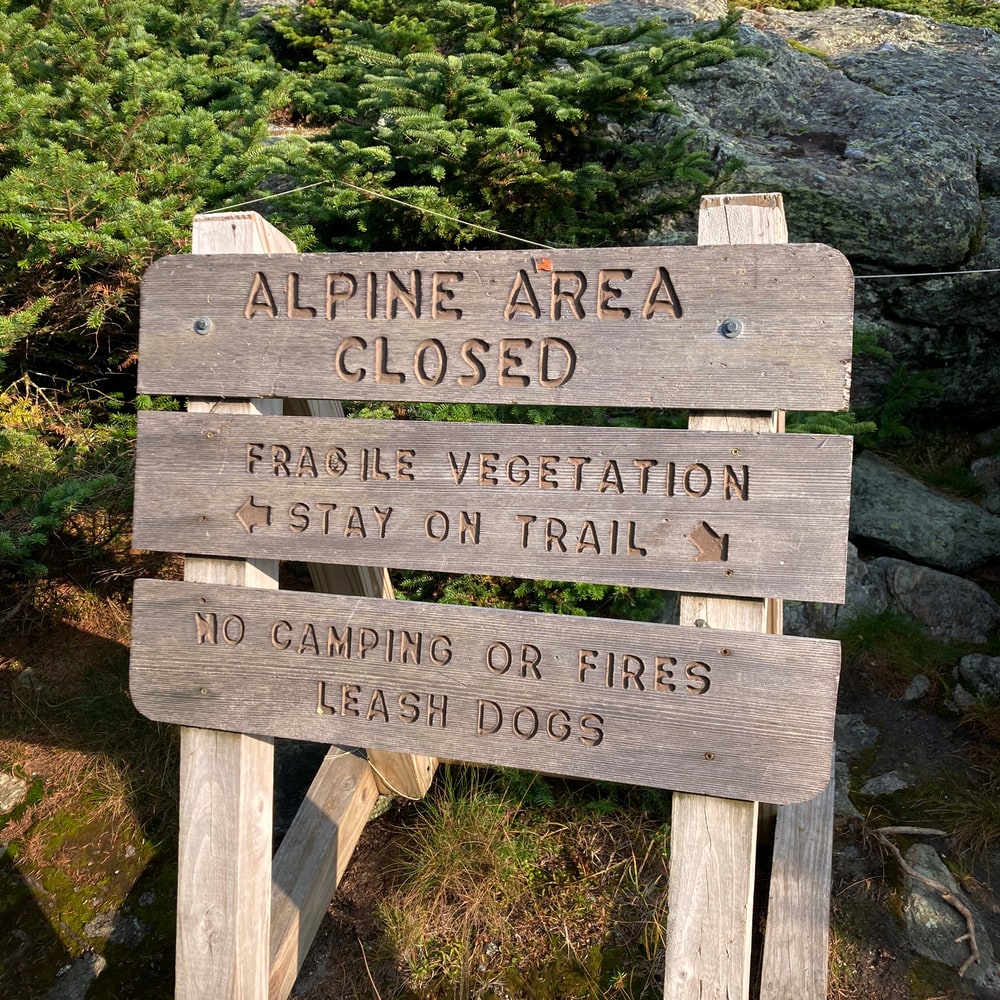 ALPINE AREA
CLOSED
FRAGILE VEGETATION
← STAY ON TRAIL ↘
NO CAMPING OR FIRES
LEASH DOGS